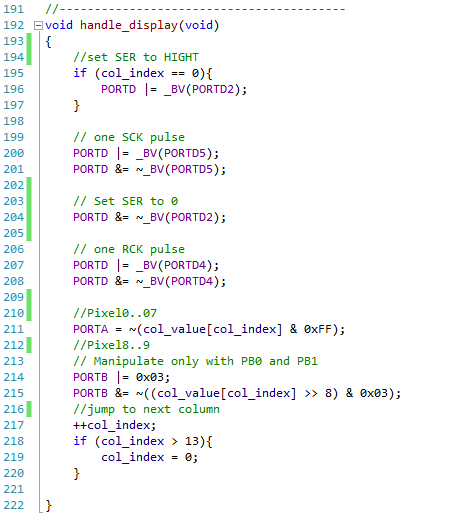 191 //-----------------------------------------
192 void handle_display(void)
193 {
194     //set SER to HIGHT
195     if (col_index == 0){
196         PORTD |= _BV(PORTD2);
197     }
198
199     // one SCK pulse
200     PORTD |= _BV(PORTD5);
201     PORTD &= ~_BV(PORTD5);
202
203     // Set SER to 0
204     PORTD &= ~_BV(PORTD2);
205
206     // one RCK pulse
207     PORTD |= _BV(PORTD4);
208     PORTD &= ~_BV(PORTD4);
209
210     //Pixel0..07
211     PORTA = ~(col_value[col_index] & 0xFF);
212     //Pixel8..9
213     // Manipulate only with PB0 and PB1
214     PORTB |= 0x03;
215     PORTB &= ~((col_value[col_index] >> 8) & 0x03);
216     //jump to next column
217     ++col_index;
218     if (col_index > 13){
219         col_index = 0;
220     }
221
222 }